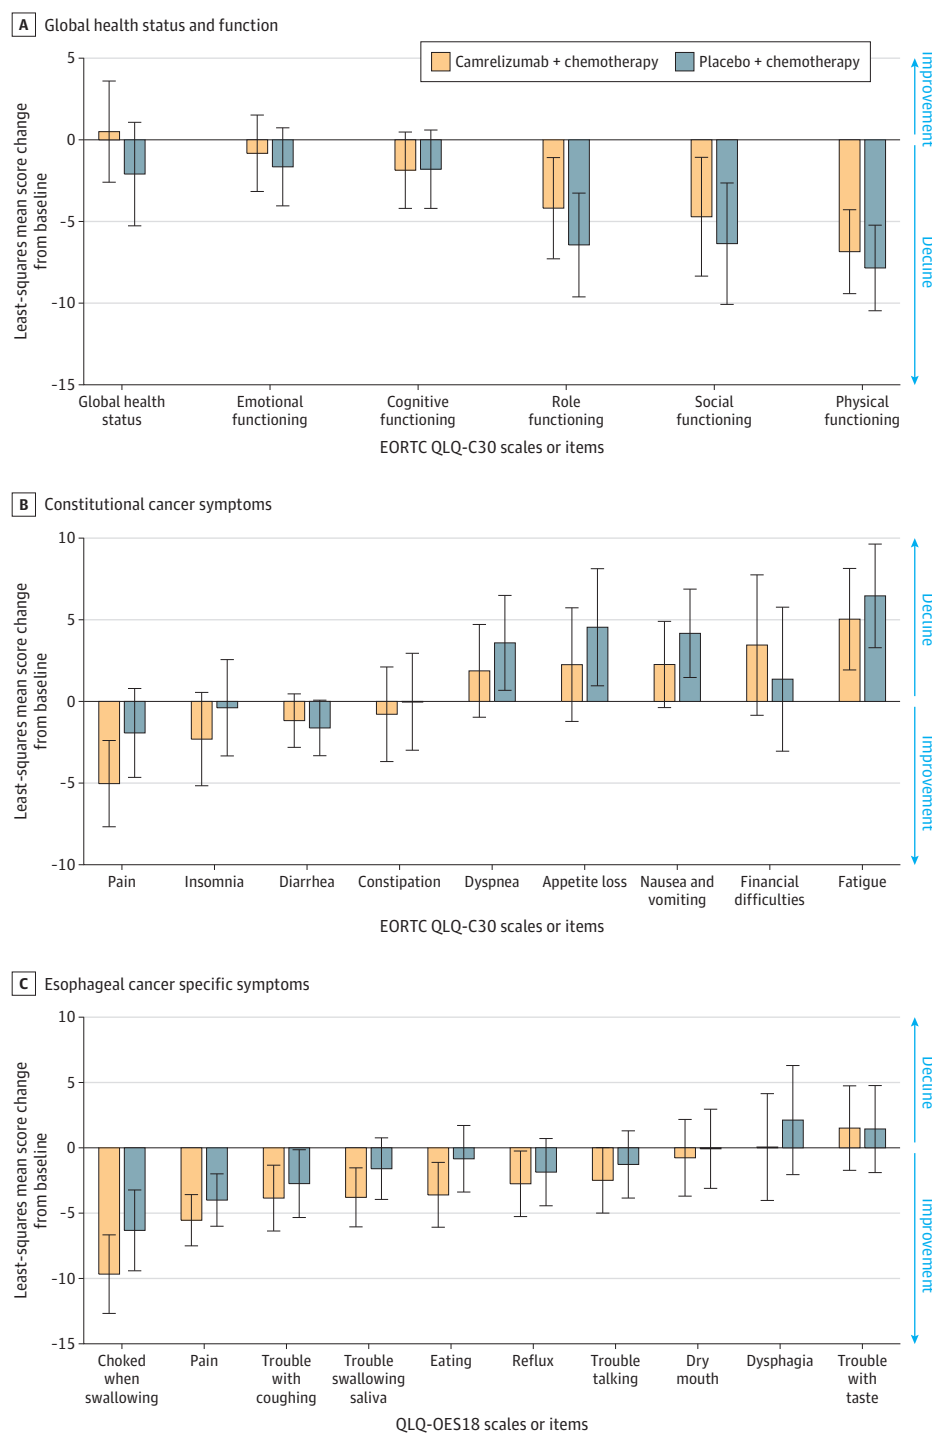 A Global health status and function
Camrelizumab + chemotherapy
Placebo + chemotherapy
Least-squares mean score change
from baseline
5
0
-5
-10
-15
Improvement
Decline
Global health
status
Emotional
functioning
Cognitive
functioning
Role
functioning
Social
functioning
Physical
functioning
EORTC QLQ-C30 scales or items
B Constitutional cancer symptoms
Least-squares mean score change
from baseline
10
5
0
-5
-10
Decline
Improvement
Pain
Insomnia
Diarrhea
Constipation
Dyspnea
Appetite loss
Nausea and
vomiting
Financial
difficulties
Fatigue
EORTC QLQ-C30 scales or items
C Esophageal cancer specific symptoms
Least-squares mean score change
from baseline
10
5
0
-5
-10
-15
Decline
Improvement
Choked
when
swallowing
Pain
Trouble
with
coughing
Trouble
swallowing
saliva
Eating
Reflux
Trouble
talking
Dry
mouth
Dysphagia
Trouble
with
taste
QLQ-OES18 scales or items